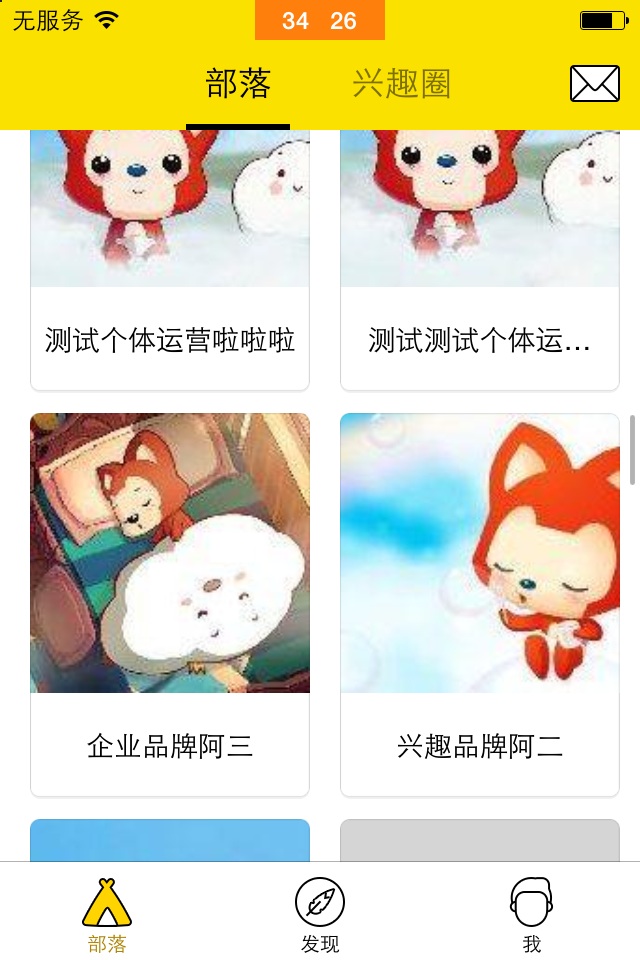 无服务
34 26
部落 兴趣圈
测试个体运营啦啦啦
测试测试个体运...
企业品牌阿三
兴趣品牌阿二
部落 发现 我